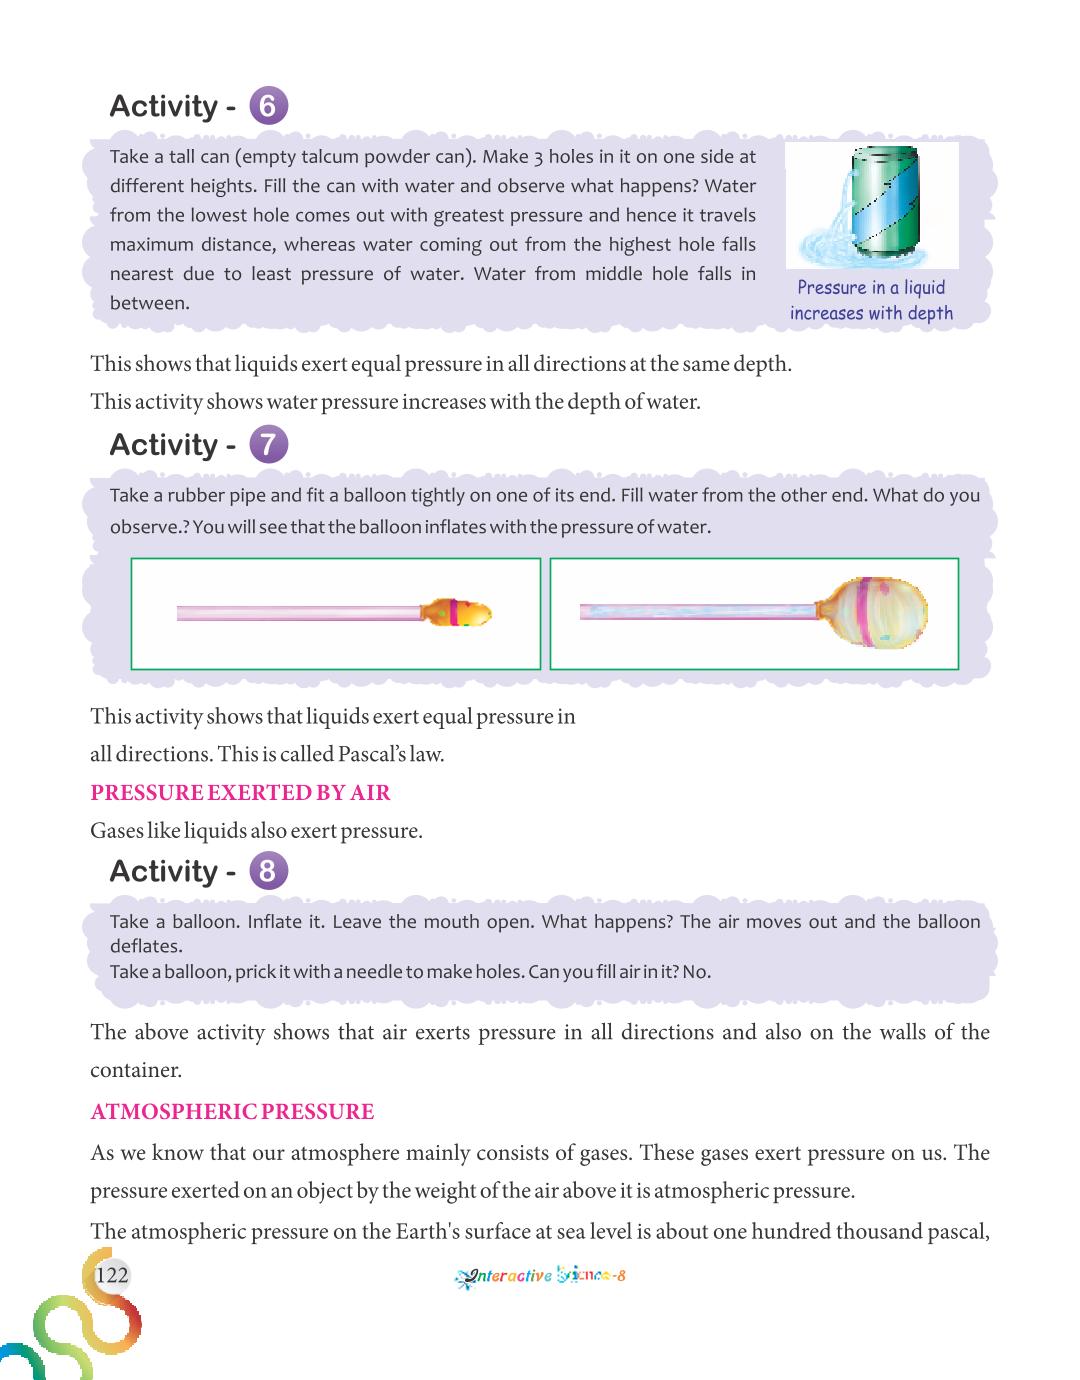 Activity - 6
Take a tall can (empty talcum powder can). Make 3 holes in it on one side at
different heights. Fill the can with water and observe what happens? Water
from the lowest hole comes out with greatest pressure and hence it travels
maximum distance, whereas water coming out from the highest hole falls
nearest due to least pressure of water. Water from middle hole falls in
between.
Pressure in a liquid
increases with depth
This shows that liquids exert equal pressure in all directions at the same depth.
This activity shows water pressure increases with the depth of water.
Activity - 7
Take a rubber pipe and fit a balloon tightly on one of its end. Fill water from the other end. What do you
observe.? You will see that the balloon inflates with the pressure of water.
This activity shows that liquids exert equal pressure in
all directions. This is called Pascal’s law.
PRESSURE EXERTED BY AIR
Gases like liquids also exert pressure.
Activity - 8
Take a balloon. Inflate it. Leave the mouth open. What happens? The air moves out and the balloon
deflates.
Take a balloon, prick it with a needle to make holes. Can you fill air in it? No.
The above activity shows that air exerts pressure in all directions and also on the walls of the
container.
ATMOSPHERIC PRESSURE
As we know that our atmosphere mainly consists of gases. These gases exert pressure on us. The
pressure exerted on an object by the weight of the air above it is atmospheric pressure.
The atmospheric pressure on the Earth's surface at sea level is about one hundred thousand pascal,
122
Interactive Science-8